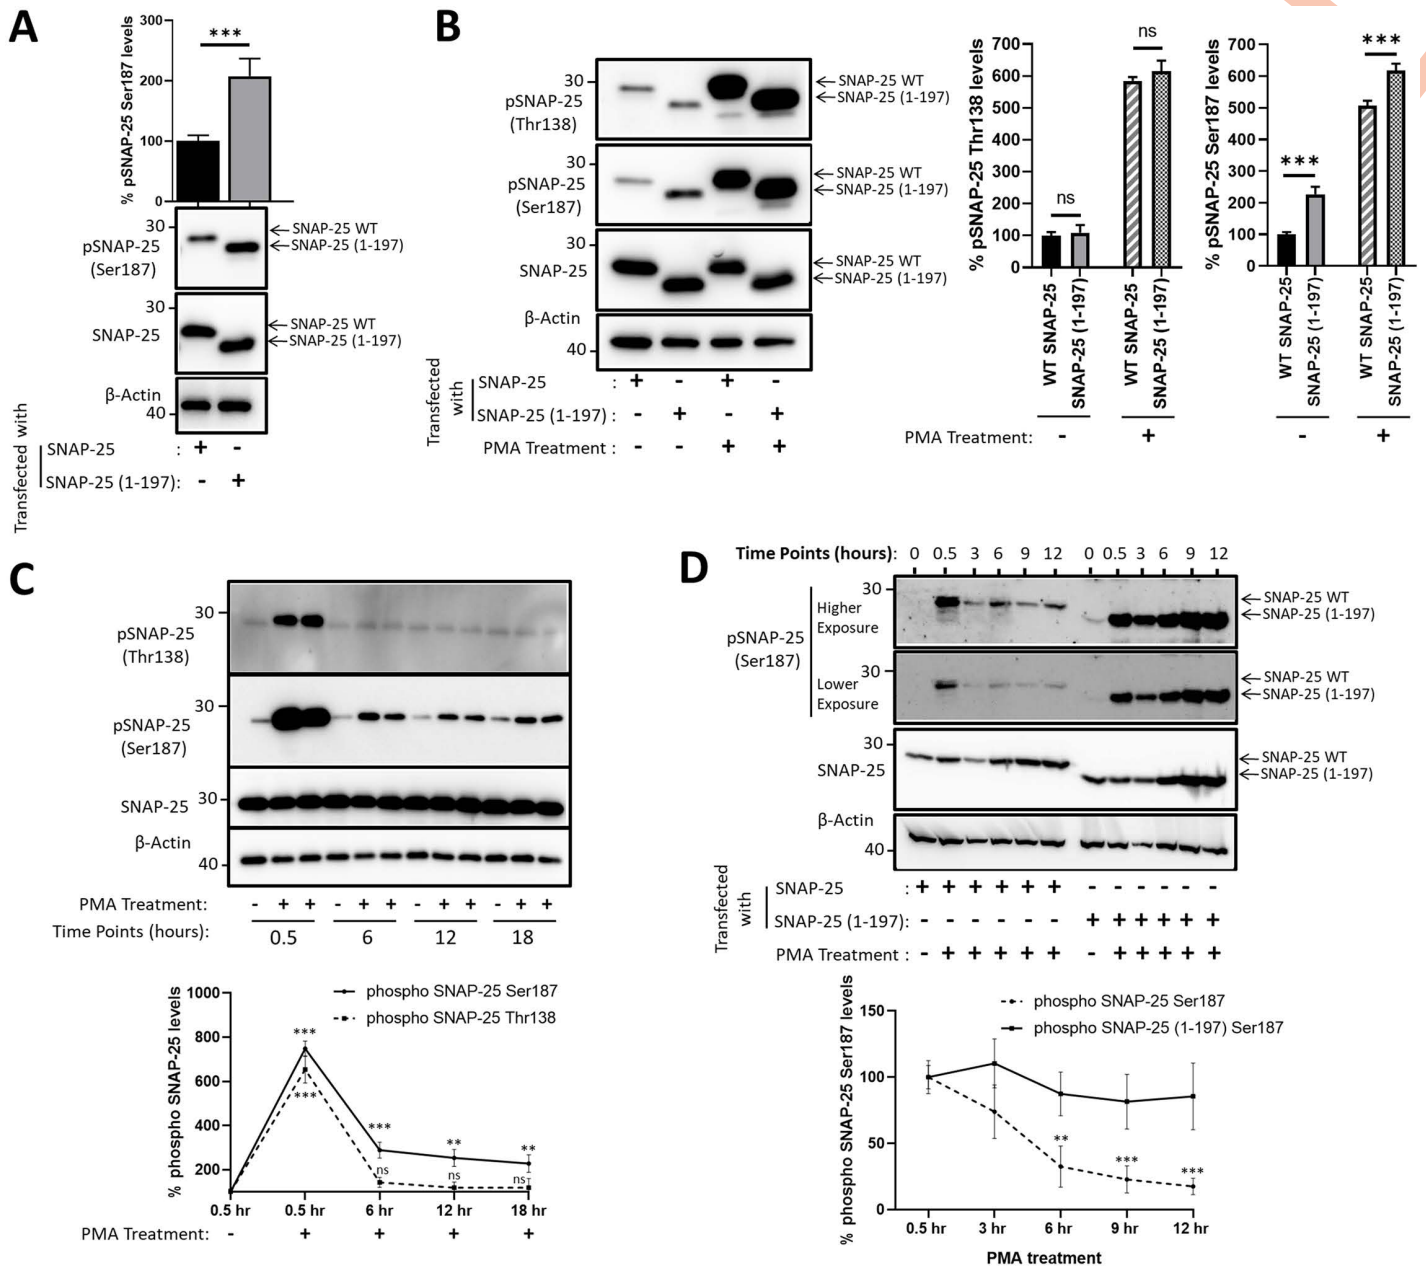 A
300
200
100
0
% pSNAP-25 Ser187 levels
***
30
pSNAP-25
(Ser187)
SNAP-25 WT
SNAP-25 (1-197)
30
SNAP-25
SNAP-25 WT
SNAP-25 (1-197)
β-Actin
40
Transfected with
SNAP-25 : + -
SNAP-25 (1-197): - +
B
30
pSNAP-25
(Thr138)
SNAP-25 WT
SNAP-25 (1-197)
30
pSNAP-25
(Ser187)
SNAP-25 WT
SNAP-25 (1-197)
30
SNAP-25
SNAP-25 WT
SNAP-25 (1-197)
β-Actin
40
Transfected
with
SNAP-25 : + - + -
SNAP-25 (1-197) : - + - +
PMA Treatment : - - + +
% pSNAP-25 Thr138 levels
700
600
500
400
300
200
100
0
ns
ns
WT SNAP-25
SNAP-25 (1-197)
WT SNAP-25
SNAP-25 (1-197)
% pSNAP-25 Ser187 levels
700
600
500
400
300
200
100
0
***
***
WT SNAP-25
SNAP-25 (1-197)
WT SNAP-25
SNAP-25 (1-197)
PMA Treatment: - + - +
C
30
pSNAP-25
(Thr138)
30
pSNAP-25
(Ser187)
SNAP-25
30
β-Actin
40
PMA Treatment: - + + - + + - + + - + +
Time Points (hours): 0.5 6 12 18
% phospho SNAP-25 levels
1000
800
600
400
200
phospho SNAP-25 Ser187
phospho SNAP-25 Thr138
***
***
***
ns
**
ns
**
ns
0.5 hr 0.5 hr 6 hr 12 hr 18 hr
PMA Treatment: - + + + +
D
Time Points (hours): 0 0.5 3 6 9 12 0 0.5 3 6 9 12
pSNAP-25
(Ser187)
30
Higher
Exposure
SNAP-25 WT
SNAP-25 (1-197)
30
Lower
Exposure
SNAP-25 WT
SNAP-25 (1-197)
30
SNAP-25
SNAP-25 WT
SNAP-25 (1-197)
β-Actin
40
Transfected
with
SNAP-25 : + + + + + + - - - - - -
SNAP-25 (1-197): - - - - - - + + + + + +
PMA Treatment : - + + + + + - + + + + +
% phospho SNAP-25 Ser187 levels
150
100
50
0
phospho SNAP-25 Ser187
phospho SNAP-25 (1-197) Ser187
**
***
***
0.5 hr 3 hr 6 hr 9 hr 12 hr
PMA treatment